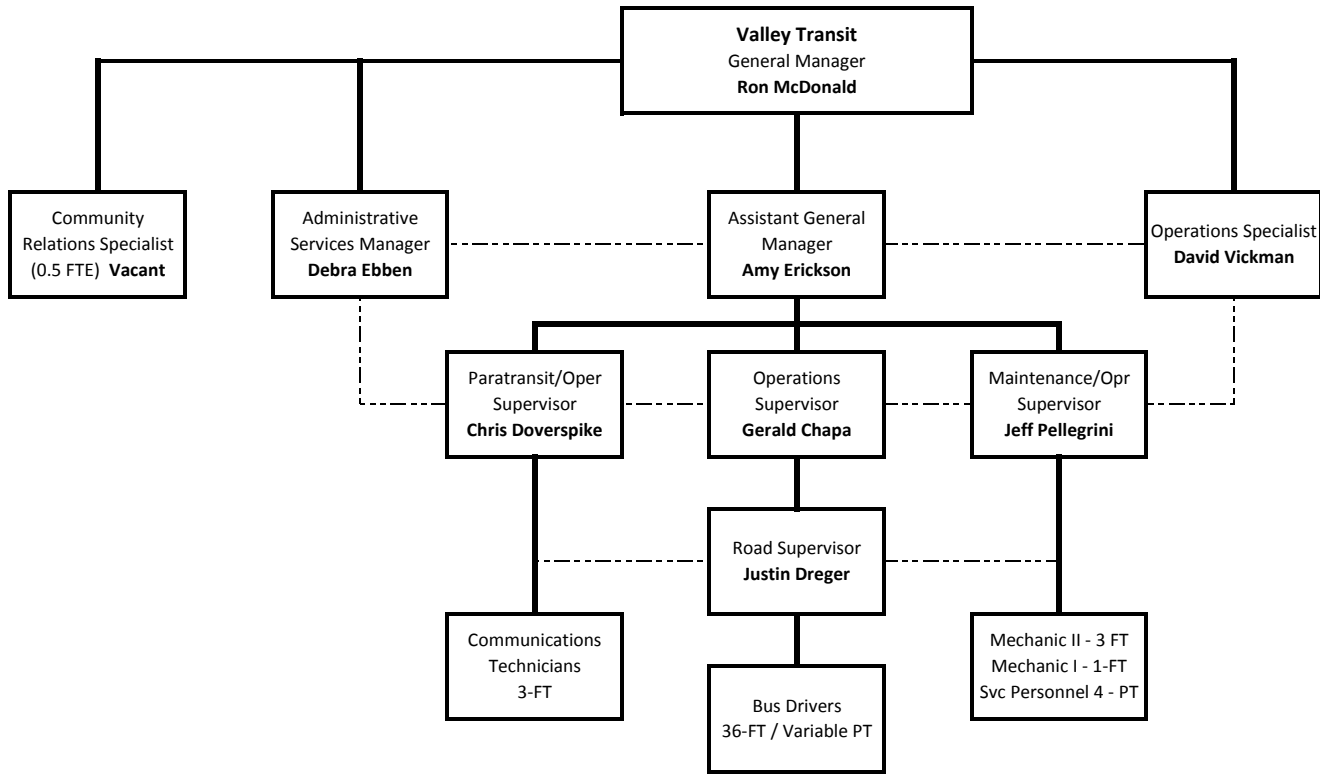 Valley Transit
General Manager
Ron McDonald
Community
Relations Specialist
(0.5 FTE) Vacant
Administrative
Services Manager
Debra Ebben
Assistant General
Manager
Amy Erickson
Operations Specialist
David Vickman
Paratransit/Oper
Supervisor
Chris Doverspike
Operations
Supervisor
Gerald Chapa
Maintenance/Opr
Supervisor
Jeff Pellegrini
Road Supervisor
Justin Dreger
Communications
Technicians
3-FT
Mechanic II - 3 FT
Mechanic I - 1-FT
Svc Personnel 4 - PT
Bus Drivers
36-FT / Variable PT